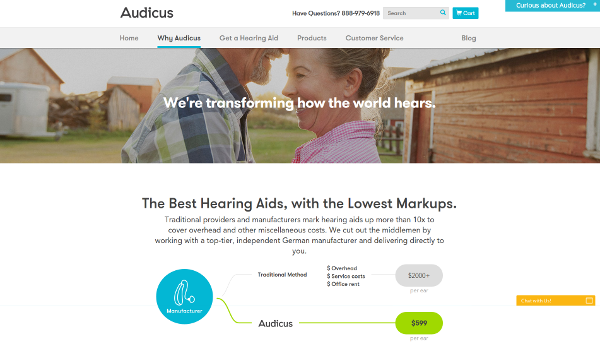 Curious about Audicus?
Audicus
Have Questions? 888-979-6918
Search
Cart
Home
Why Audicus
Get a Hearing Aid
Products
Customer Service
Blog
We're transforming how the world hears.
The Best Hearing Aids, with the Lowest Markups.
Traditional providers and manufacturers mark hearing aids up more than 10x to
cover overhead and other miscellaneous costs. We cut out the middlemen by
working with a top-tier, independent German manufacturer and delivering directly to
you.
Traditional Method
$ Overhead
$ Service costs
$ Office rent
$2000+
per ear
Manufacturer
Audicus
$599
per ear